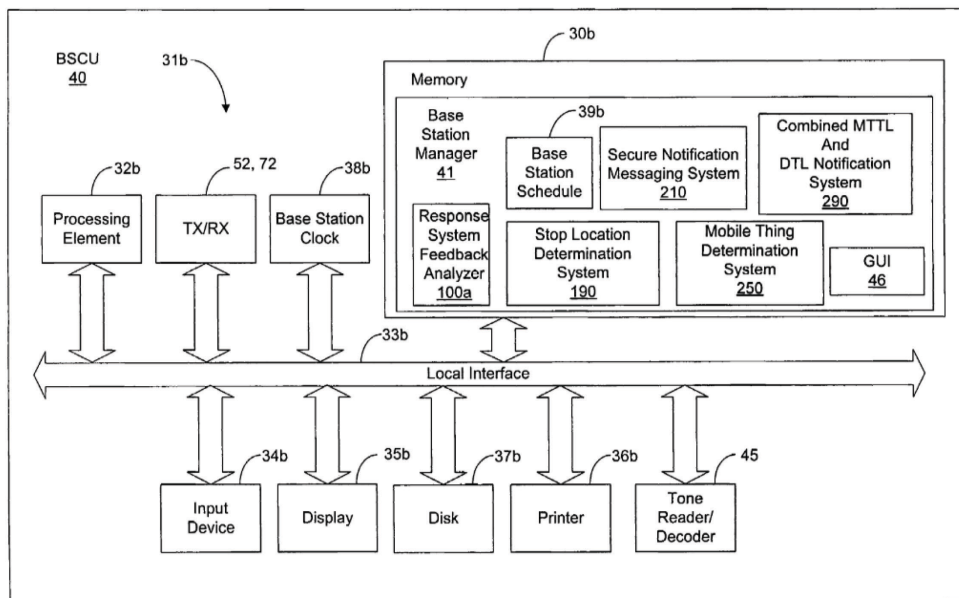 BSCU
40
31b
30b
Memory
Base
Station
Manager
41
39b
Base
Station
Schedule
Secure Notification
Messaging System
210
Combined MTTL
And
DTL Notification
System
290
Response
System
Feedback
Analyzer
100a
Stop Location
Determination
System
190
Mobile Thing
Determination
System
250
GUI
46
32b
Processing
Element
52, 72
TX/RX
38b
Base Station
Clock
33b
Local Interface
34b
Input
Device
35b
Display
37b
Disk
36b
Printer
45
Tone
Reader/
Decoder